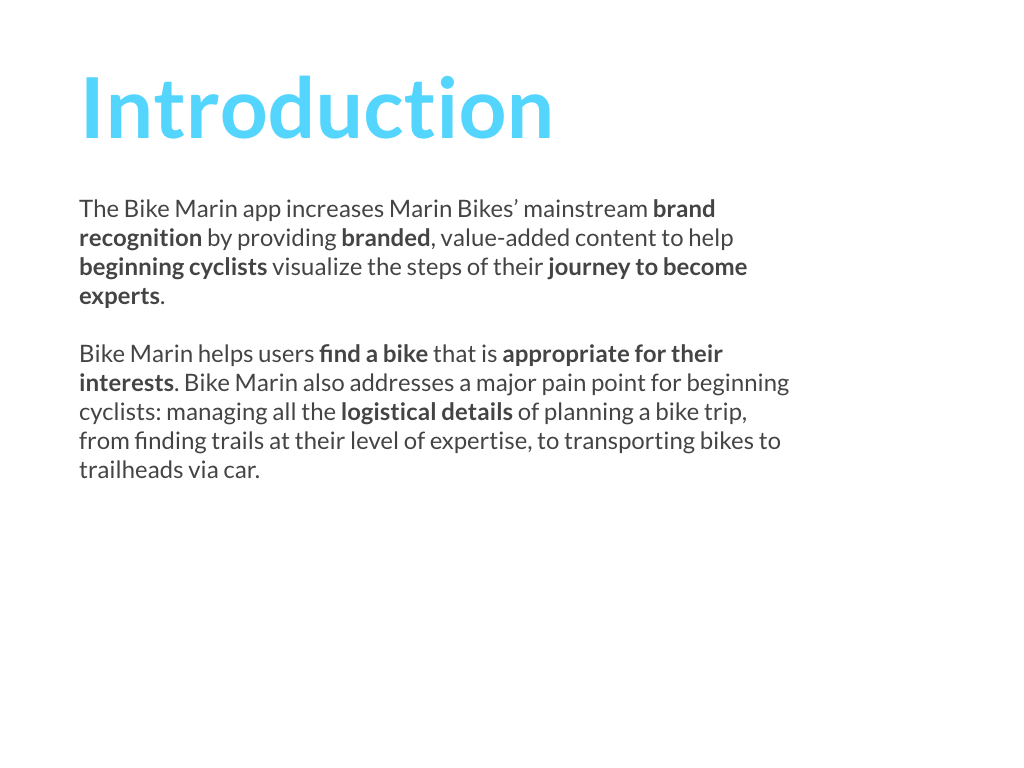 Introduction
The Bike Marin app increases Marin Bikes’ mainstream brand
recognition by providing branded, value-added content to help
beginning cyclists visualize the steps of their journey to become
experts.
Bike Marin helps users find a bike that is appropriate for their
interests. Bike Marin also addresses a major pain point for beginning
cyclists: managing all the logistical details of planning a bike trip,
from finding trails at their level of expertise, to transporting bikes to
trailheads via car.